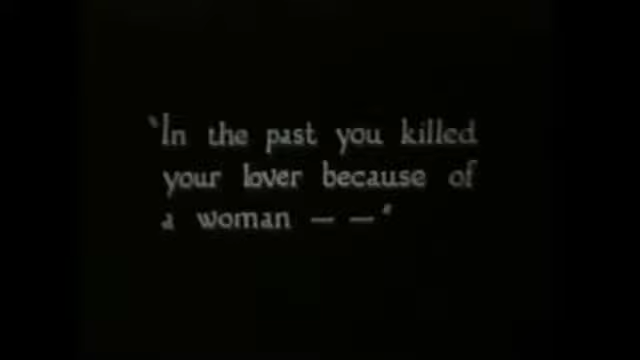 "In the past you killed
your lover because of
a woman — —"